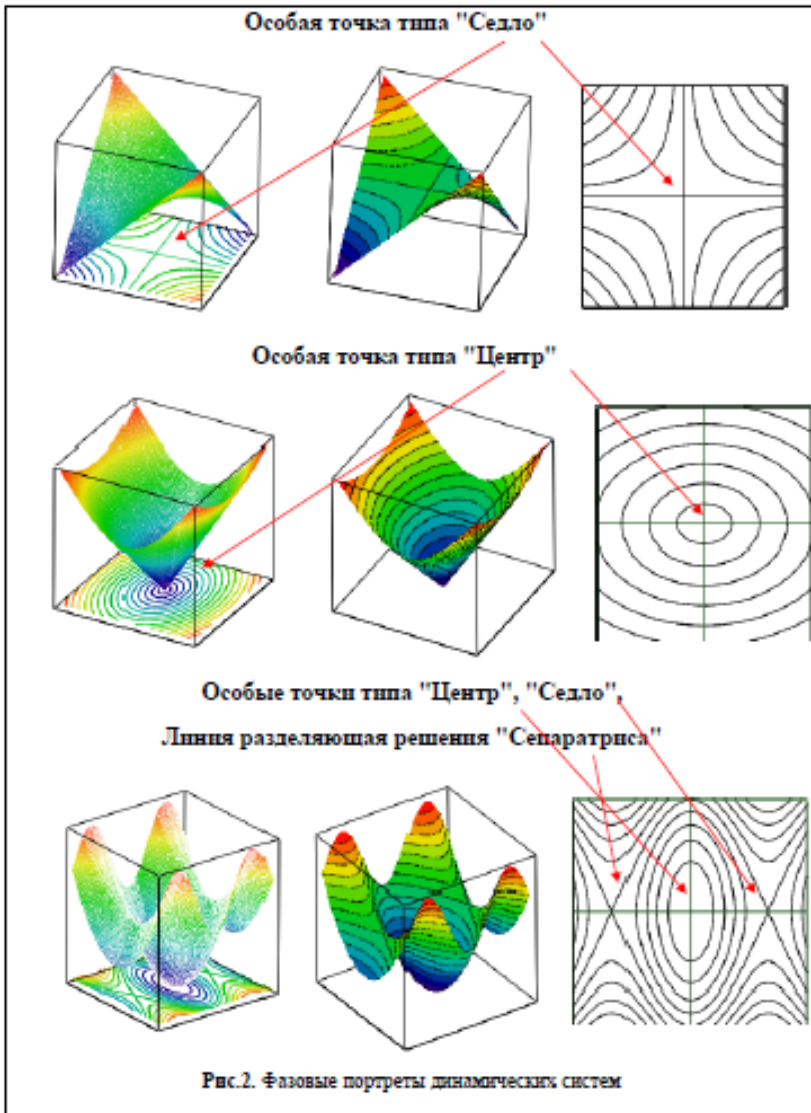 Особая точка типа "Седло"
Особая точка типа "Центр"
Особые точки типа "Центр", "Седло",
Линия разделяющая решения "Сепаратриса"
Рис.2. Фазовые портреты динамических систем